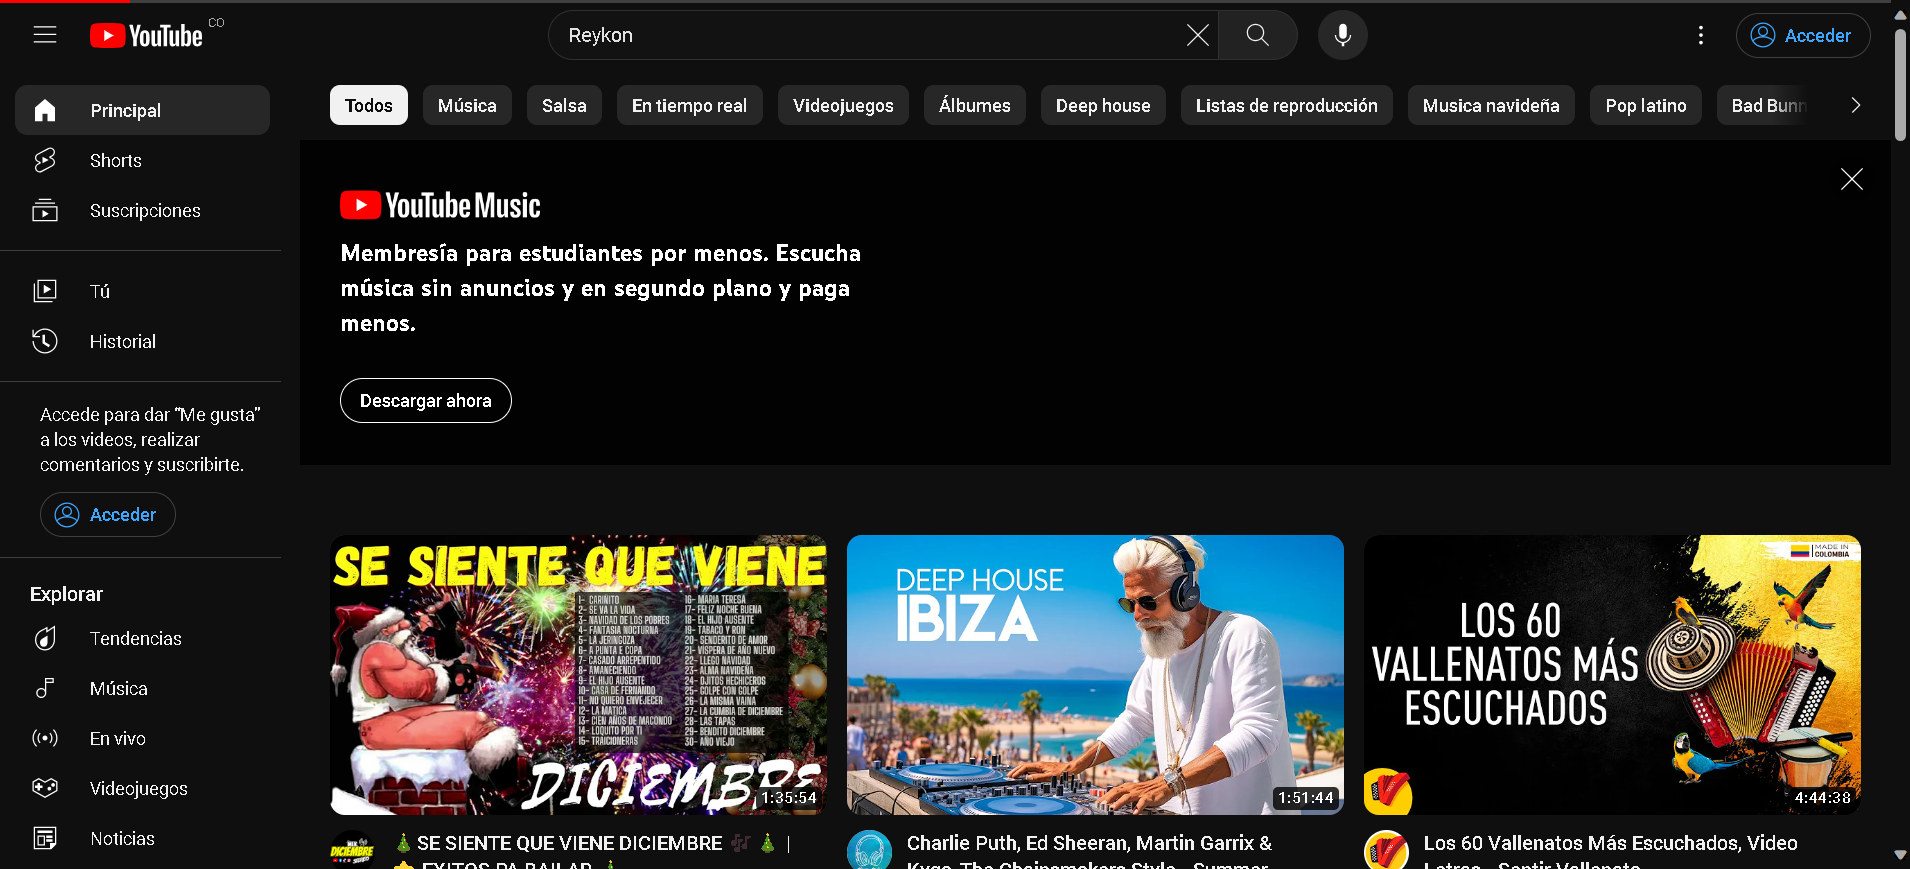 YouTube CO
Reykon
Acceder
Principal
Shorts
Suscripciones
Tú
Historial
Accede para dar “Me gusta”
a los videos, realizar
comentarios y suscribirte.
Acceder
Explorar
Tendencias
Música
En vivo
Videojuegos
Noticias
Todos
Música
Salsa
En tiempo real
Videojuegos
Álbumes
Deep house
Listas de reproducción
Musica navideña
Pop latino
Bad Bunn
YouTube Music
Membresía para estudiantes por menos. Escucha
música sin anuncios y en segundo plano y paga
menos.
Descargar ahora
SE SIENTE QUE VIENE
1- CARIÑITO
2- SE VA LA VIDA
3- NAVIDAD DE LOS POBRES
4- FANTASIA NOCTURNA
5- LA JERINGOZA
6- A PUNTA E COPA
7- CASADO ARREPENTIDO
8- AMANECIENDO
9- EL HIJO AUSENTE
10- CASA DE FERNANDO
11- NO QUIERO ENVEJECER
12- LA MATICA
13- CIEN AÑOS DE MACONDO
14- LOQUITO POR TI
15- TRAICIONERAS
16- MARIA TERESA
17- FELIZ NOCHE BUENA
18- EL HIJO AUSENTE
19- TABACO Y RON
20- SENDERITO DE AMOR
21- VISPERA DE AÑO NUEVO
22- LLEGO NAVIDAD
23- ALMA NAVIDEÑA
24- OJITOS HECHICEROS
25- GOLPE CON GOLPE
26- LA MISMA VAINA
27- LA CUMBIA DE DICIEMBRE
28- LAS TAPAS
29- BENDITO DICIEMBRE
30- AÑO VIEJO
DICIEMBRE
1:35:54
DICIEMBRE
🎄 SE SIENTE QUE VIENE DICIEMBRE 🎶 🎄 |
EXITOS PA BAILAR
DEEP HOUSE
IBIZA
1:51:44
Charlie Puth, Ed Sheeran, Martin Garrix &
Kygo, The Chainsmokers Style - Summer
MADE IN
COLOMBIA
LOS 60
VALLENATOS MÁS
ESCUCHADOS
4:44:38
Los 60 Vallenatos Más Escuchados, Video
Letras - Sentir Vallenato